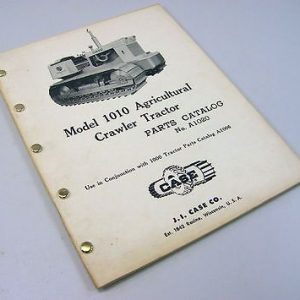 Model 1010 Agricultural
Crawler Tractor
PARTS CATALOG
No. A1020
Use in Conjunction with 1000 Tractor Parts Catalog A1006
CASE
J. I. CASE CO.
Est. 1842 Racine, Wisconsin, U. S. A.